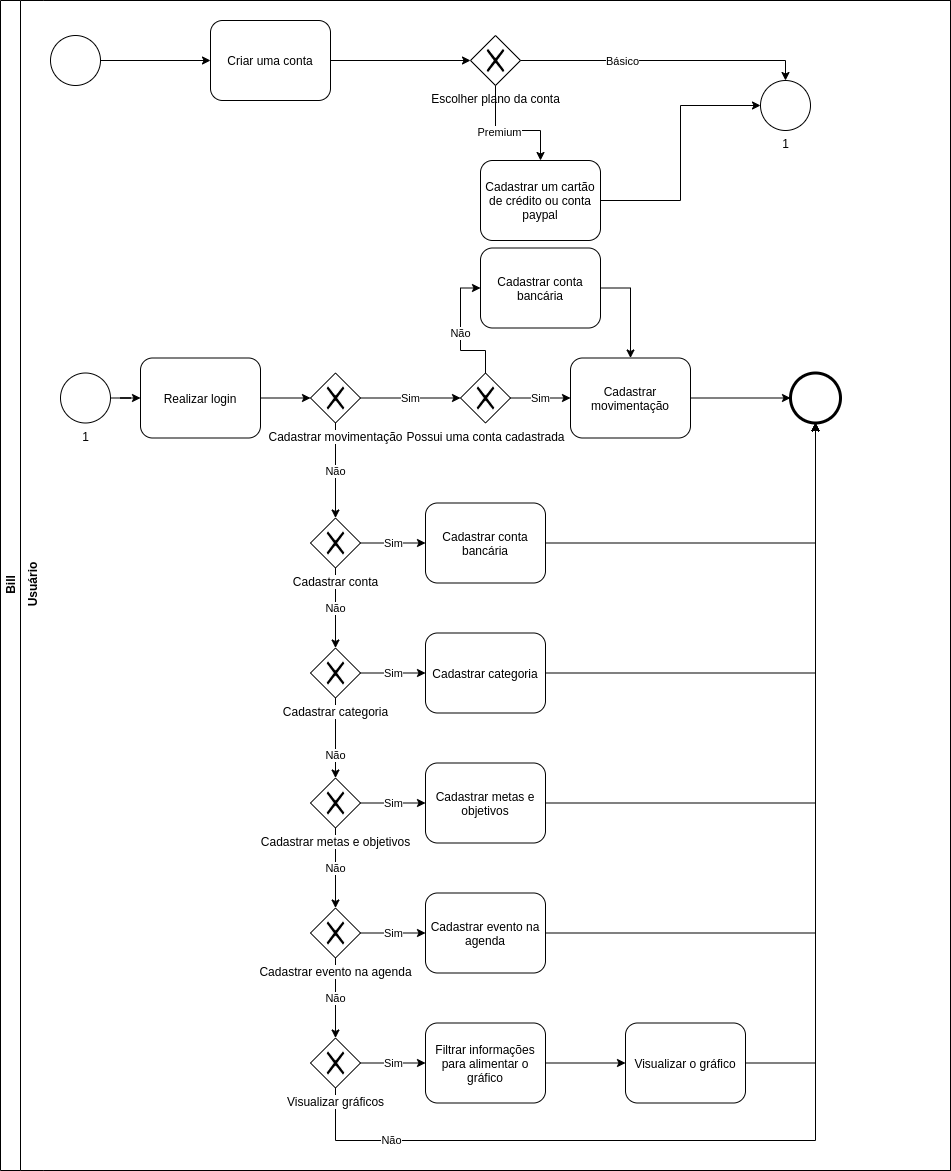 Bill
Usuário
Criar uma conta
Básico
Escolher plano da conta
Premium
1
Cadastrar um cartão
de crédito ou conta
paypal
Cadastrar conta
bancária
Não
Realizar login
Sim
Sim
Cadastrar
movimentação
1
Cadastrar movimentação
Possui uma conta cadastrada
Não
Sim
Cadastrar conta
bancária
Cadastrar conta
Não
Sim
Cadastrar categoria
Cadastrar categoria
Não
Sim
Cadastrar metas e
objetivos
Cadastrar metas e objetivos
Não
Sim
Cadastrar evento na
agenda
Cadastrar evento na agenda
Não
Sim
Filtrar informações
para alimentar o
gráfico
Visualizar o gráfico
Visualizar gráficos
Não